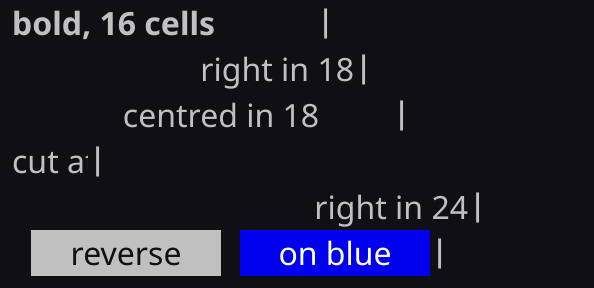 bold, 16 cells |
right in 18|
centred in 18 |
cut a|
right in 24|
reverse on blue |